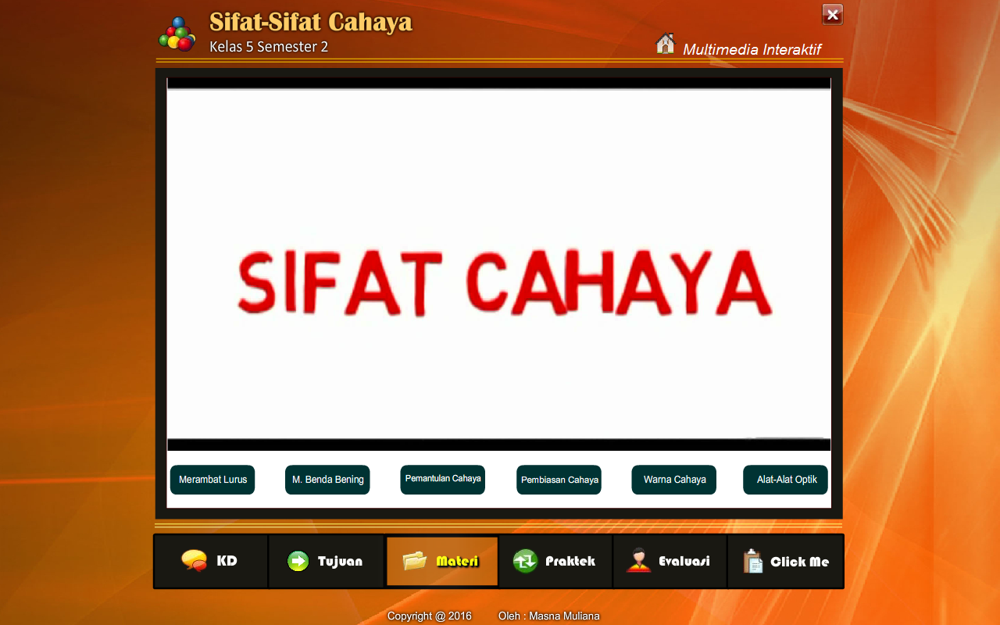 Sifat-Sifat Cahaya
Kelas 5 Semester 2
Multimedia Interaktif
SIFAT CAHAYA
Merambat Lurus
M. Benda Bening
Pemantulan Cahaya
Pembiasan Cahaya
Warna Cahaya
Alat-Alat Optik
KD
Tujuan
Materi
Praktek
Evaluasi
Click Me
Copyright @ 2016 Oleh : Masna Muliana